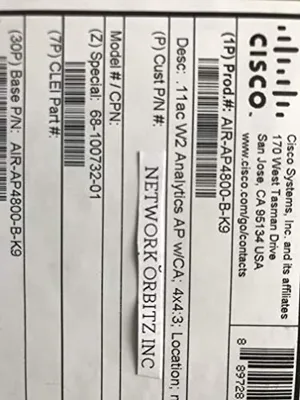 CISCO.
Cisco Systems, Inc. and its affiliates
170 West Tasman Drive
San Jose, CA 95134 USA
www.cisco.com/go/contacts
8 89728
(1P) Prod.#: AIR-AP4800-B-K9
Desc: .11ac W2 Analytics AP w/CA; 4x4:3; Location;
(P) Cust P/N #:
NETWORK ÖRBITZ INC
Model # / CPN:
(Z) Special: 68-100732-01
(7P) CLEI Part #:
(30P) Base P/N: AIR-AP4800-B-K9